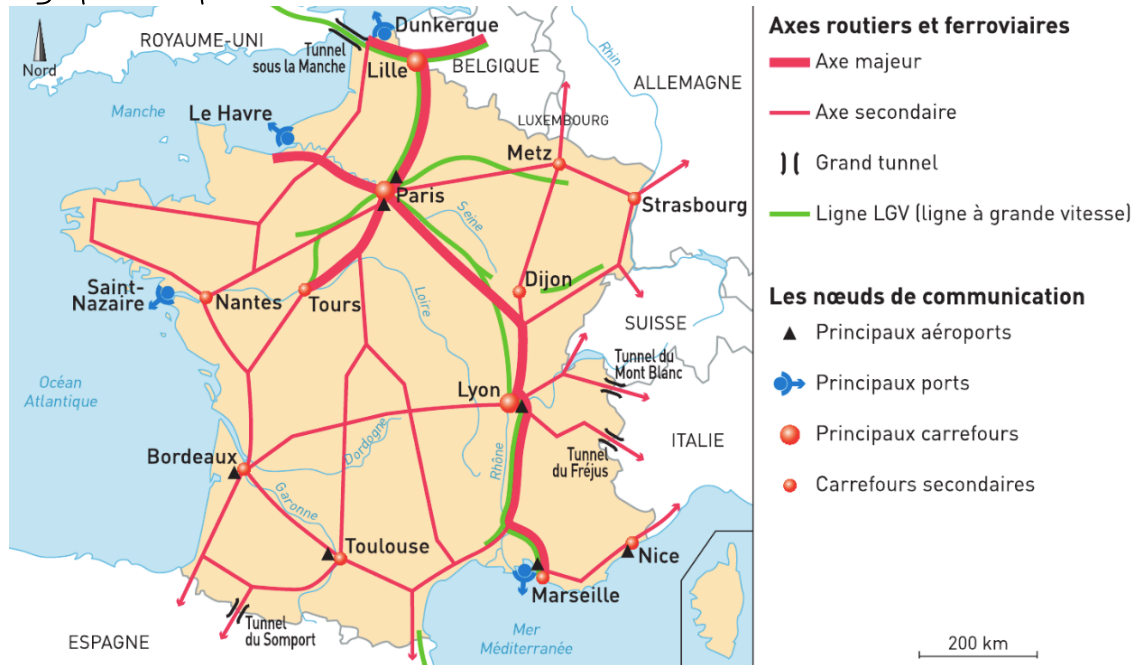 Dunkerque
ROYAUME-UNI
Tunnel
sous la Manche
Nord
Lille
BELGIQUE
Rhin
ALLEMAGNE
Manche
Le Havre
LUXEMBOURG
Metz
Paris
Strasbourg
Seine
Saint-
Nazaire
Nantes
Tours
Loire
Dijon
SUISSE
Tunnel du
Mont Blanc
Océan
Atlantique
Lyon
ITALIE
Bordeaux
Dordogne
Rhône
Tunnel
du Fréjus
Garonne
Toulouse
Nice
Marseille
Tunnel
du Somport
ESPAGNE
Mer
Méditerranée
Axes routiers et ferroviaires
Axe majeur
Axe secondaire
Grand tunnel
Ligne LGV (ligne à grande vitesse)
Les nœuds de communication
Principaux aéroports
Principaux ports
Principaux carrefours
Carrefours secondaires
200 km